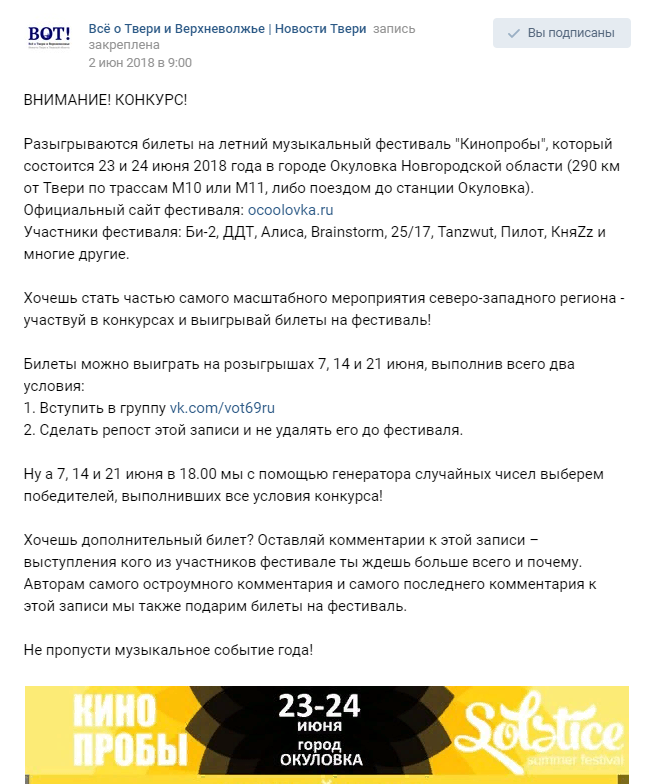 ВОТ!
Всё о Твери и Верхневолжье | Новости Твери запись
закреплена
2 июн 2018 в 9:00
Вы подписаны
ВНИМАНИЕ! КОНКУРС!
Разыгрываются билеты на летний музыкальный фестиваль "Кинопробы", который
состоится 23 и 24 июня 2018 года в городе Окуловка Новгородской области (290 км
от Твери по трассам М10 или М11, либо поездом до станции Окуловка).
Официальный сайт фестиваля: ocoolovka.ru
Участники фестиваля: Би-2, ДДТ, Алиса, Brainstorm, 25/17, Tanzwut, Пилот, КняZz и
многие другие.
Хочешь стать частью самого масштабного мероприятия северо-западного региона -
участвуй в конкурсах и выигрывай билеты на фестиваль!
Билеты можно выиграть на розыгрышах 7, 14 и 21 июня, выполнив всего два
условия:
1. Вступить в группу vk.com/vot69ru
2. Сделать репост этой записи и не удалять его до фестиваля.
Ну а 7, 14 и 21 июня в 18.00 мы с помощью генератора случайных чисел выберем
победителей, выполнивших все условия конкурса!
Хочешь дополнительный билет? Оставляй комментарии к этой записи –
выступления кого из участников фестивале ты ждешь больше всего и почему.
Авторам самого остроумного комментария и самого последнего комментария к
этой записи мы также подарим билеты на фестиваль.
Не пропусти музыкальное событие года!
КИНО
ПРОБЫ
23-24
июня
город
ОКУЛОВКА
Solstice
summer festival